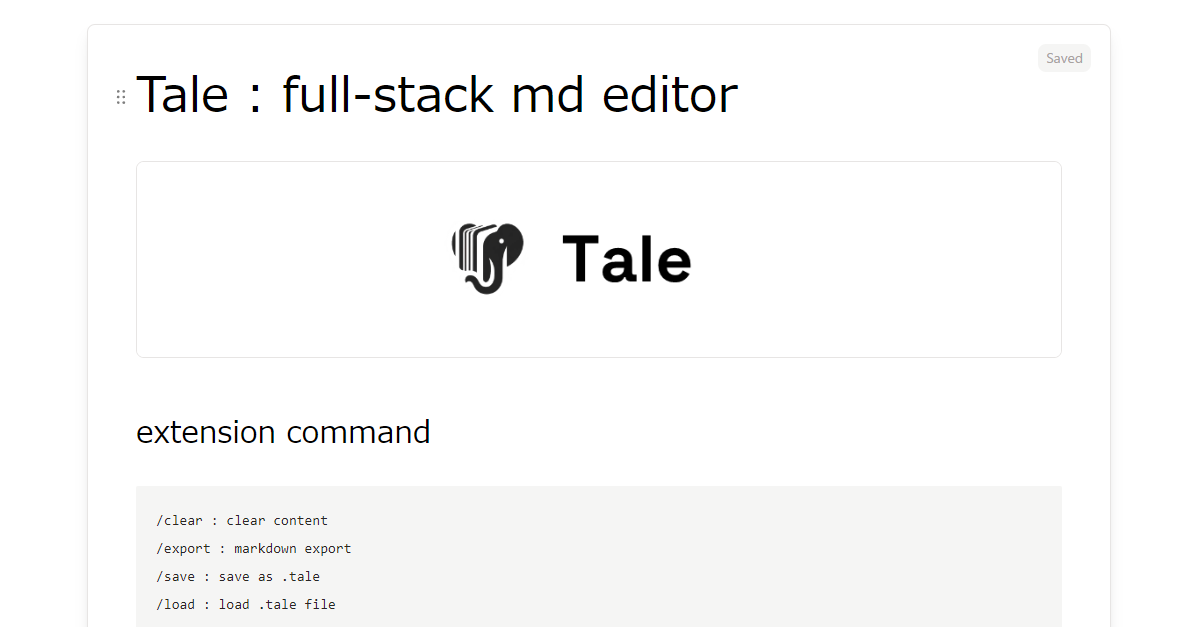 Saved
Tale : full-stack md editor
Tale
extension command
/clear : clear content
/export : markdown export
/save : save as .tale
/load : load .tale file